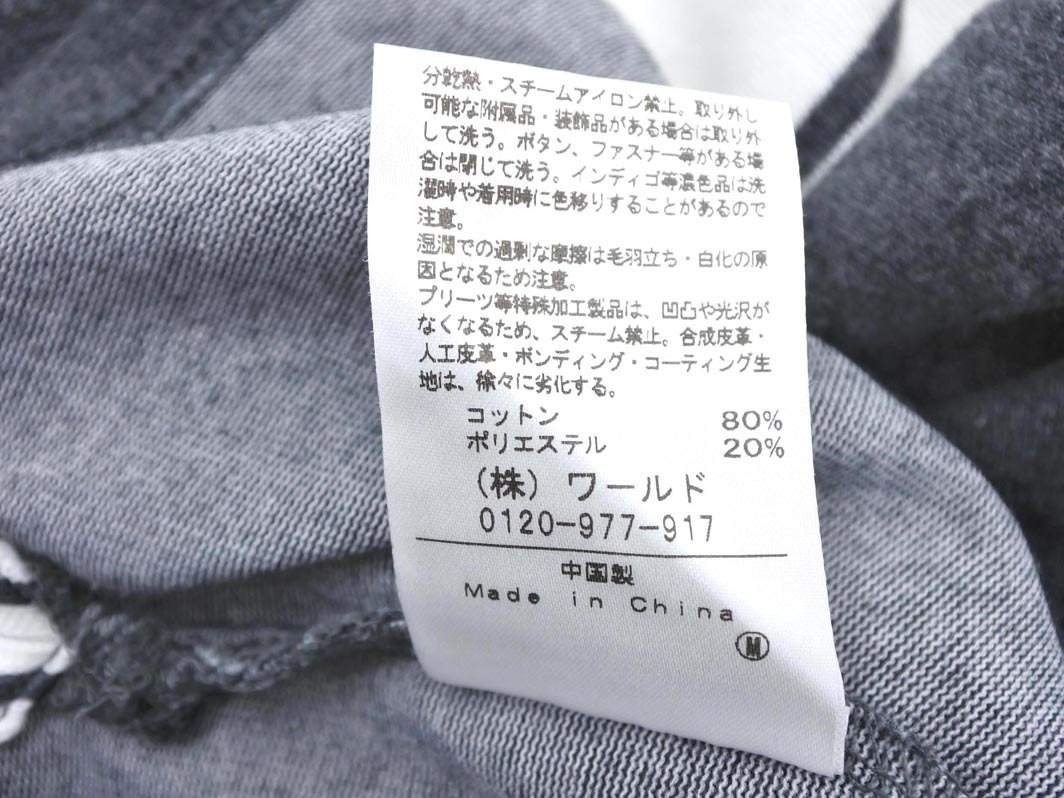 分乾熱・スチームアイロン禁止。取り外し
可能な附属品・装飾品がある場合は取り外
して洗う。ボタン、ファスナー等がある場
合は閉じて洗う。インディゴ等濃色品は洗
濯時や着用時に色移りすることがあるので
注意。
湿潤での過剰な摩擦は毛羽立ち・白化の原
因となるため注意。
プリーツ等特殊加工製品は、凹凸や光沢が
なくなるため、スチーム禁止。合成皮革・
人工皮革・ボンディング・コーティング生
地は、徐々に劣化する。
コットン 80%
ポリエステル 20%
(株) ワールド
0120-977-917
中国製
Made in China
Ⓜ